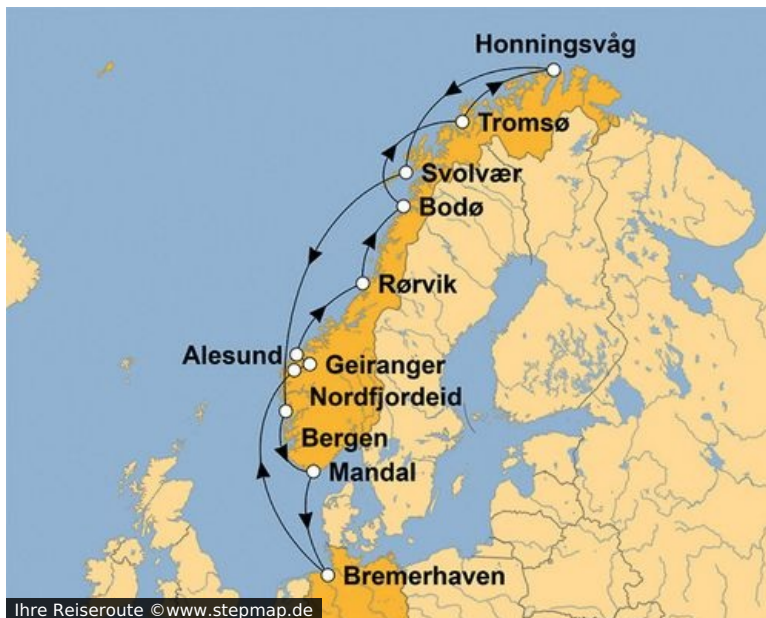 Honningsvåg
Tromsø
Svolvær
Bodø
Rørvik
Alesund
Geiranger
Nordfjordeid
Bergen
Mandal
Bremerhaven
Ihre Reiseroute ©www.stepmap.de